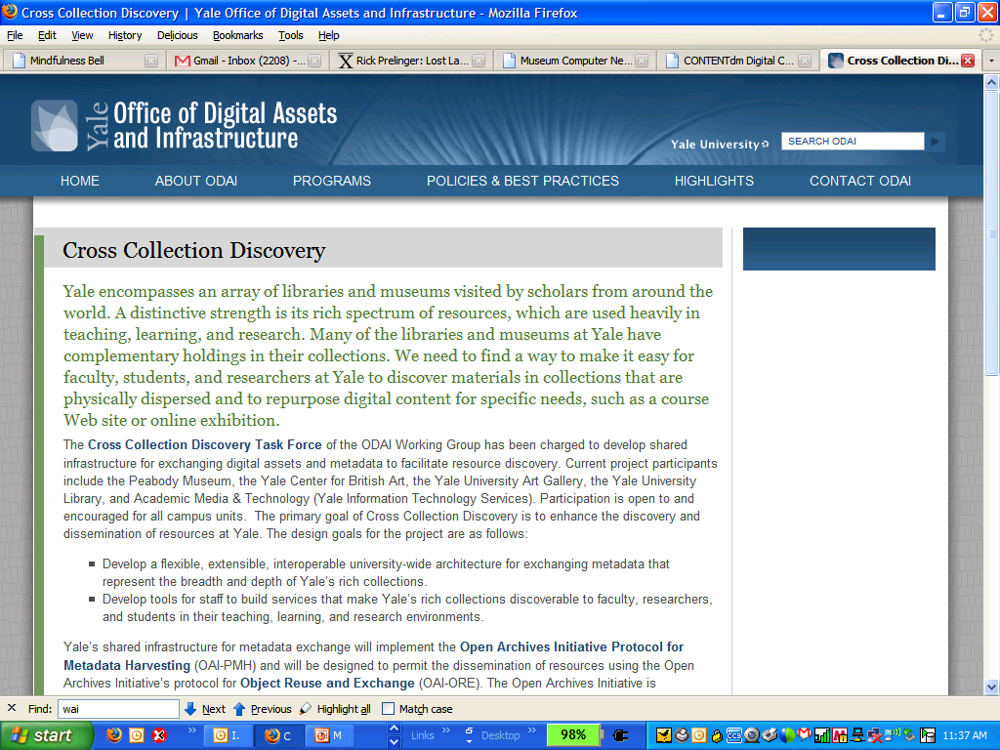 Cross Collection Discovery | Yale Office of Digital Assets and Infrastructure - Mozilla Firefox
File Edit View History Delicious Bookmarks Tools Help
Mindfulness Bell Gmail - Inbox (2208) -... Rick Prelinger: Lost La... Museum Computer Ne... CONTENTdm Digital C... Cross Collection Di...
Yale Office of Digital Assets
and Infrastructure
Yale University SEARCH ODAI
HOME ABOUT ODAI PROGRAMS POLICIES & BEST PRACTICES HIGHLIGHTS CONTACT ODAI
Cross Collection Discovery
Yale encompasses an array of libraries and museums visited by scholars from around the
world. A distinctive strength is its rich spectrum of resources, which are used heavily in
teaching, learning, and research. Many of the libraries and museums at Yale have
complementary holdings in their collections. We need to find a way to make it easy for
faculty, students, and researchers at Yale to discover materials in collections that are
physically dispersed and to repurpose digital content for specific needs, such as a course
Web site or online exhibition.
The Cross Collection Discovery Task Force of the ODAI Working Group has been charged to develop shared
infrastructure for exchanging digital assets and metadata to facilitate resource discovery. Current project participants
include the Peabody Museum, the Yale Center for British Art, the Yale University Art Gallery, the Yale University
Library, and Academic Media & Technology (Yale Information Technology Services). Participation is open to and
encouraged for all campus units. The primary goal of Cross Collection Discovery is to enhance the discovery and
dissemination of resources at Yale. The design goals for the project are as follows:
Develop a flexible, extensible, interoperable university-wide architecture for exchanging metadata that
represent the breadth and depth of Yale's rich collections.
Develop tools for staff to build services that make Yale's rich collections discoverable to faculty, researchers,
and students in their teaching, learning, and research environments.
Yale's shared infrastructure for metadata exchange will implement the Open Archives Initiative Protocol for
Metadata Harvesting (OAI-PMH) and will be designed to permit the dissemination of resources using the Open
Archives Initiative's protocol for Object Reuse and Exchange (OAI-ORE). The Open Archives Initiative is
Find: wai Next Previous Highlight all Match case
start I. C M Links Desktop 98% 11:37 AM